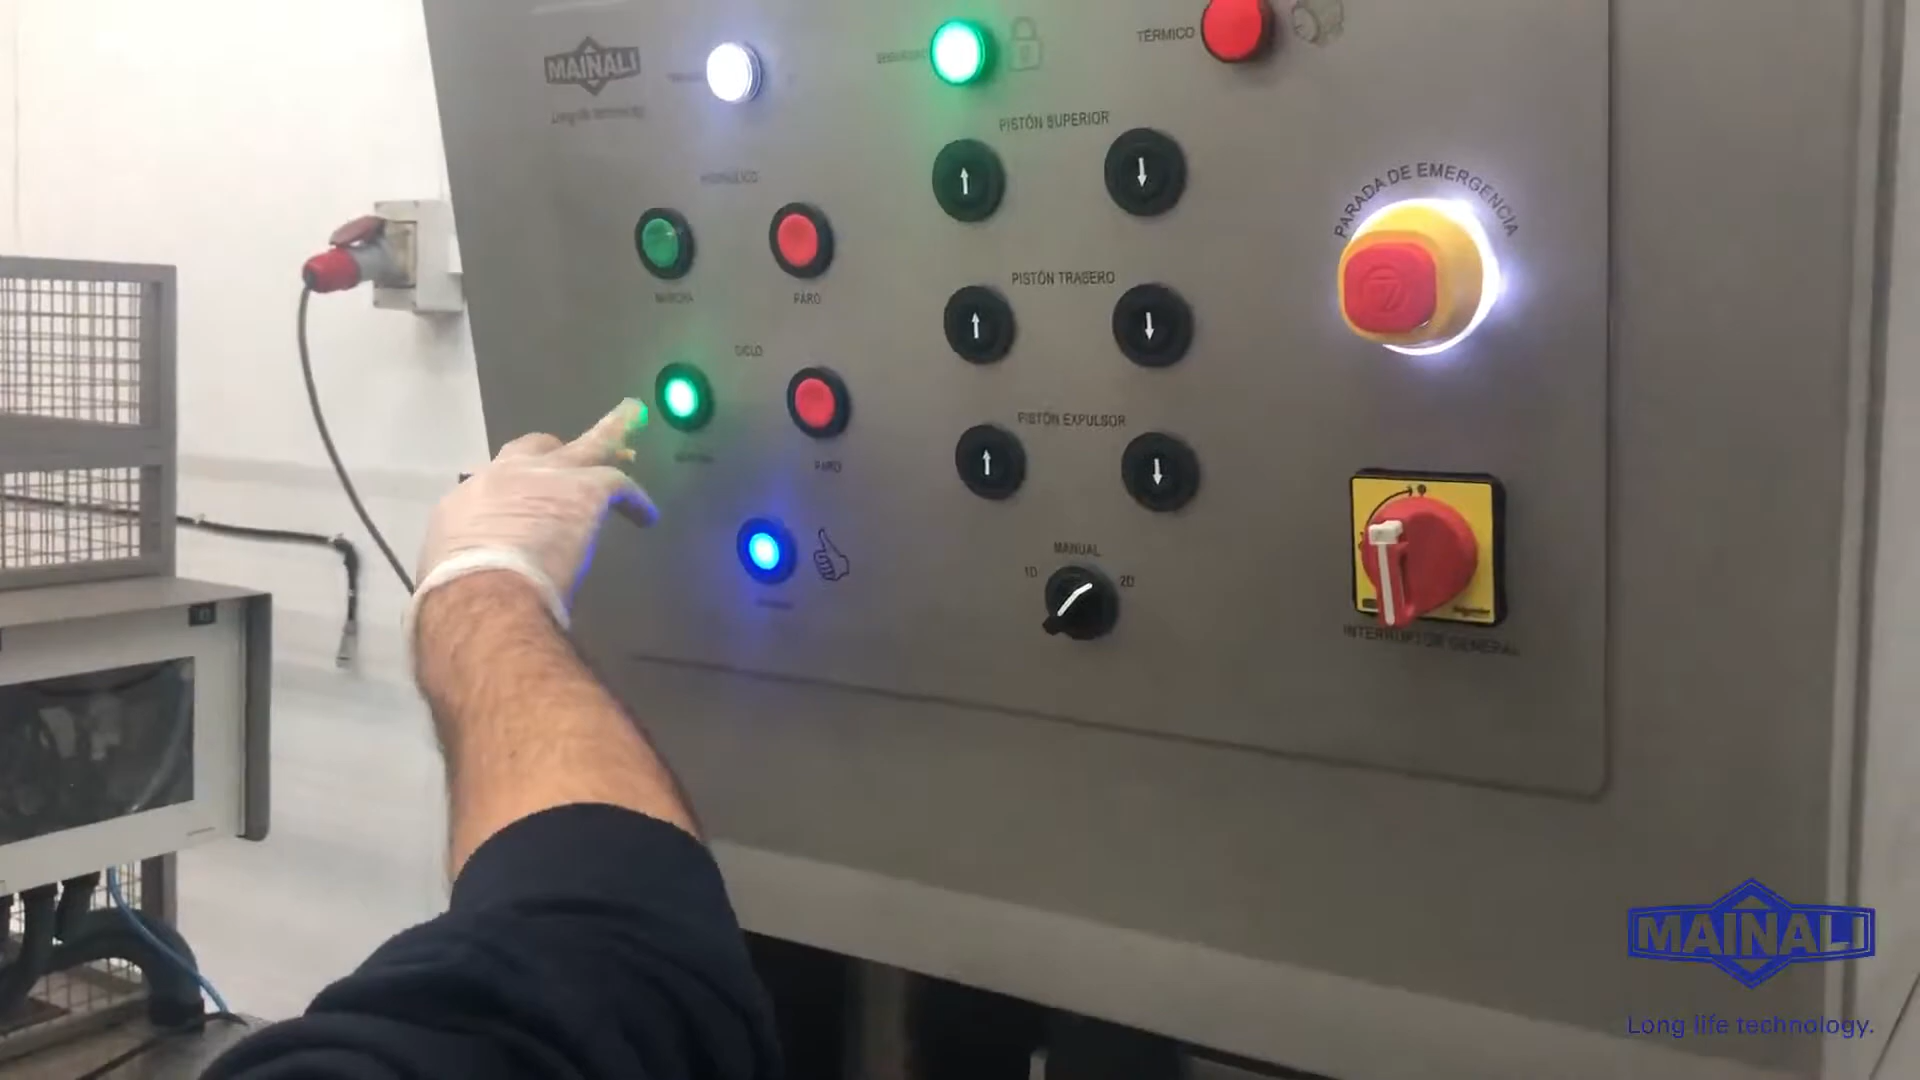 MAINALI
Long life technology.
TÉRMICO
PISTÓN SUPERIOR
HIDRÁULICO
PARADA DE EMERGENCIA
MARCHA
PARO
PISTÓN TRASERO
CICLO
PISTÓN EXPULSOR
PARO
MANUAL
1D
2D
INTERRUPTOR GENERAL
MAINALI
Long life technology.